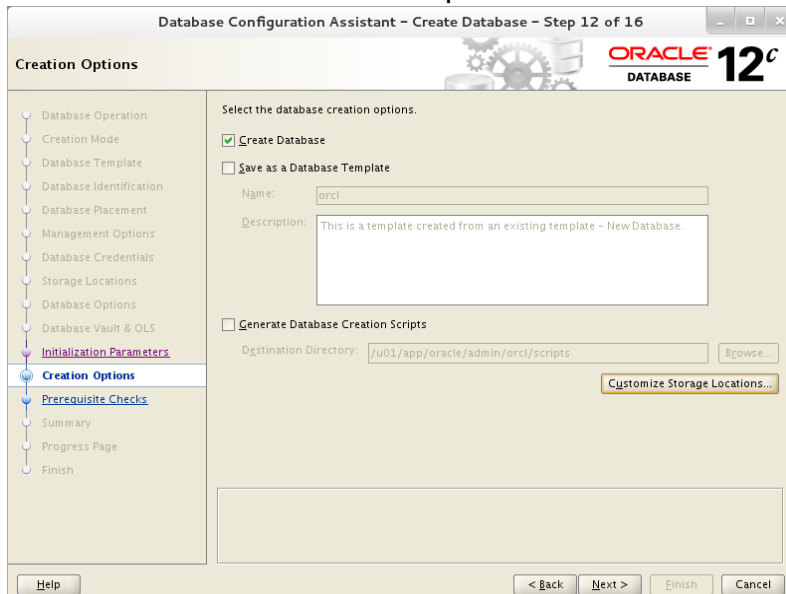 Database Configuration Assistant - Create Database - Step 12 of 16
Creation Options
ORACLE
DATABASE
12c
Database Operation
Creation Mode
Database Template
Database Identification
Database Placement
Management Options
Database Credentials
Storage Locations
Database Options
Database Vault & OLS
Initialization Parameters
Creation Options
Prerequisite Checks
Summary
Progress Page
Finish
Select the database creation options.
Create Database
Save as a Database Template
Name: orcl
Description: This is a template created from an existing template - New Database.
Generate Database Creation Scripts
Destination Directory: /u01/app/oracle/admin/orcl/scripts Browse...
Customize Storage Locations...
Help < Back Next > Finish Cancel